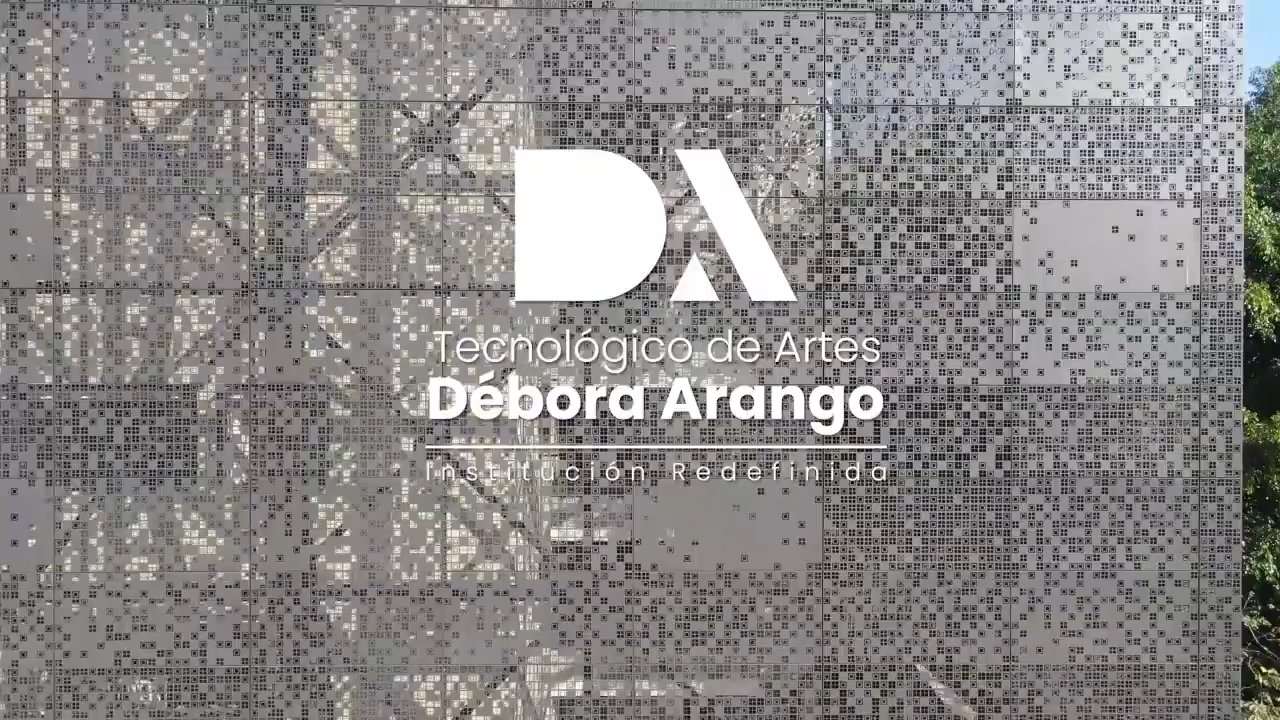 DA
Tecnológico de Artes
Débora Arango
Institución Redefinida